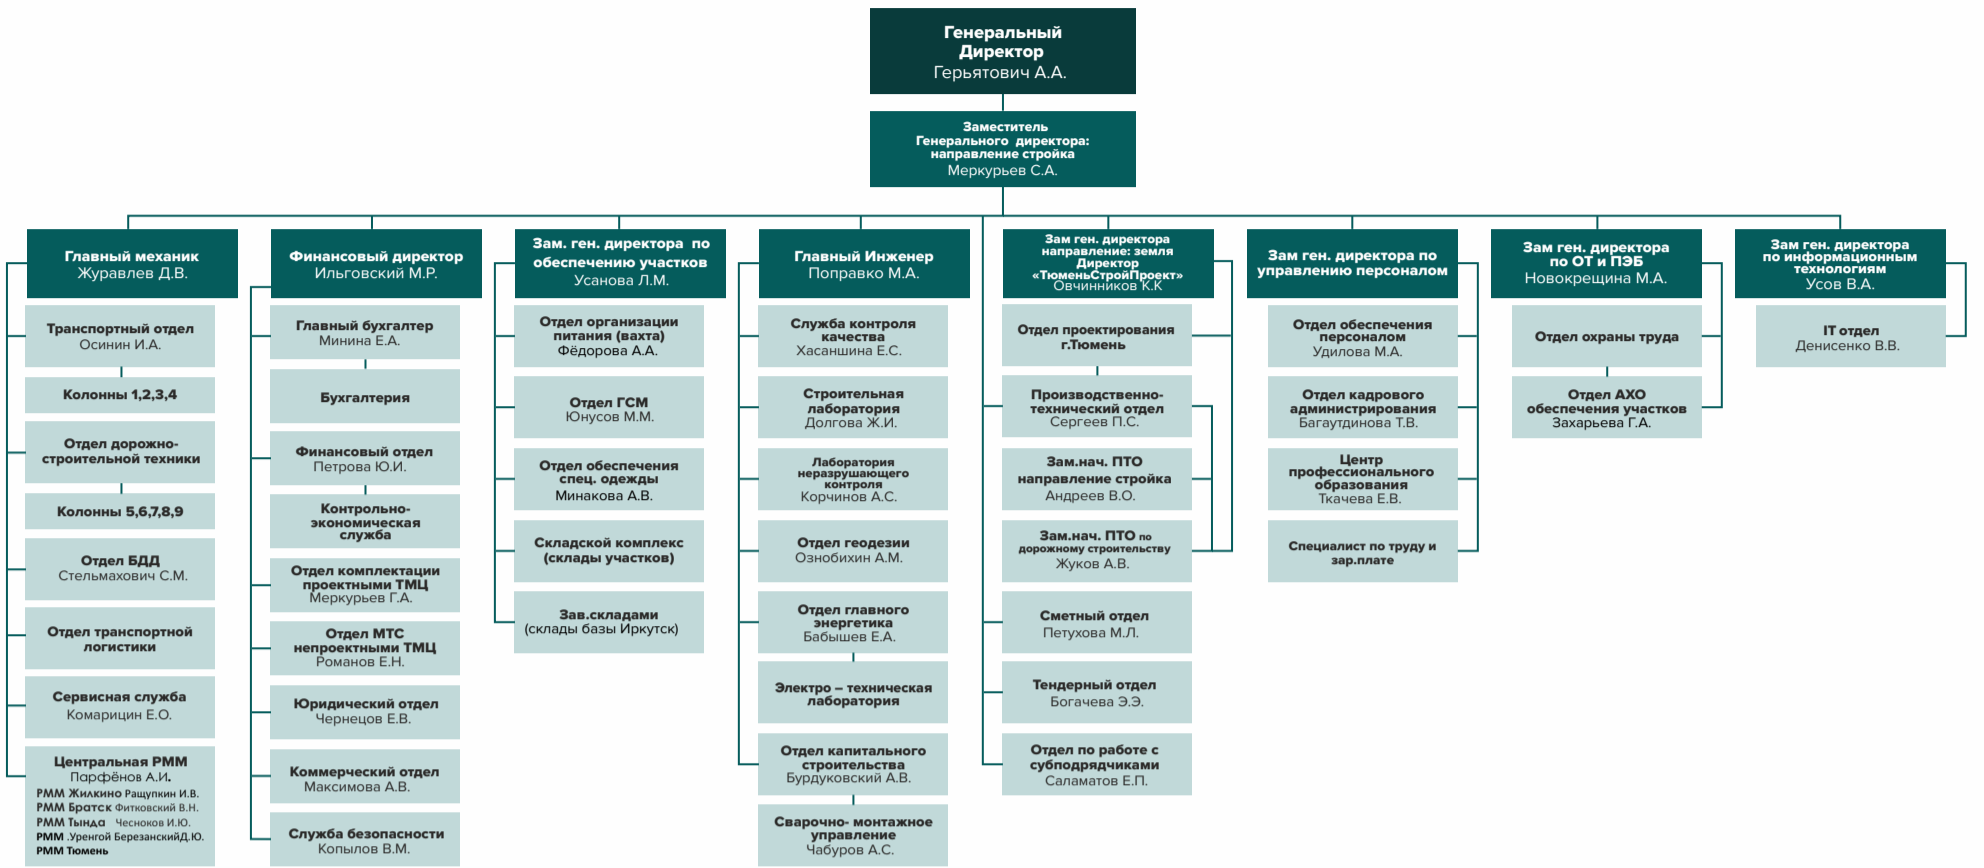 Генеральный
Директор
Герьятович А.А.
Заместитель
Генерального директора:
направление стройка
Меркурьев С.А.
Главный механик
Журавлев Д.В.
Транспортный отдел
Осинин И.А.
Колонны 1,2,3,4
Отдел дорожно-
строительной техники
Колонны 5,6,7,8,9
Отдел БДД
Стельмахович С.М.
Отдел транспортной
логистики
Сервисная служба
Комарицин Е.О.
Центральная РММ
Парфёнов А.И.
РММ Жилкино Ращупкин И.В.
РММ Братск Фитковский В.Н.
РММ Тында Чесноков И.Ю.
РММ .Уренгой БерезанскийД.Ю.
РММ Тюмень
Финансовый директор
Ильговский М.Р.
Главный бухгалтер
Минина Е.А.
Бухгалтерия
Финансовый отдел
Петрова Ю.И.
Контрольно-
экономическая
служба
Отдел комплектации
проектными ТМЦ
Меркурьев Г.А.
Отдел МТС
непроектными ТМЦ
Романов Е.Н.
Юридический отдел
Чернецов Е.В.
Коммерческий отдел
Максимова А.В.
Служба безопасности
Копылов В.М.
Зам. ген. директора по
обеспечению участков
Усанова Л.М.
Отдел организации
питания (вахта)
Фёдорова А.А.
Отдел ГСМ
Юнусов М.М.
Отдел обеспечения
спец. одежды
Минакова А.В.
Складской комплекс
(склады участков)
Зав.складами
(склады базы Иркутск)
Главный Инженер
Поправко М.А.
Служба контроля
качества
Хасаншина Е.С.
Строительная
лаборатория
Долгова Ж.И.
Лаборатория
неразрушающего
контроля
Корчинов А.С.
Отдел геодезии
Ознобихин А.М.
Отдел главного
энергетика
Бабышев Е.А.
Электро – техническая
лаборатория
Отдел капитального
строительства
Бурдуковский А.В.
Сварочно- монтажное
управление
Чабуров А.С.
Зам ген. директора
направление: земля
Директор
«ТюменьСтройПроект»
Овчинников К.К
Отдел проектирования
г.Тюмень
Производственно-
технический отдел
Сергеев П.С.
Зам.нач. ПТО
направление стройка
Андреев В.О.
Зам.нач. ПТО по
дорожному строительству
Жуков А.В.
Сметный отдел
Петухова М.Л.
Тендерный отдел
Богачева Э.Э.
Отдел по работе с
субподрядчиками
Саламатов Е.П.
Зам ген. директора по
управлению персоналом
Отдел обеспечения
персоналом
Удилова М.А.
Отдел кадрового
администрирования
Багаутдинова Т.В.
Центр
профессионального
образования
Ткачева Е.В.
Специалист по труду и
зар.плате
Зам ген. директора
по ОТ и ПЭБ
Новокрещина М.А.
Отдел охраны труда
Отдел АХО
обеспечения участков
Захарьева Г.А.
Зам ген. директора
по информационным
технологиям
Усов В.А.
IT отдел
Денисенко В.В.